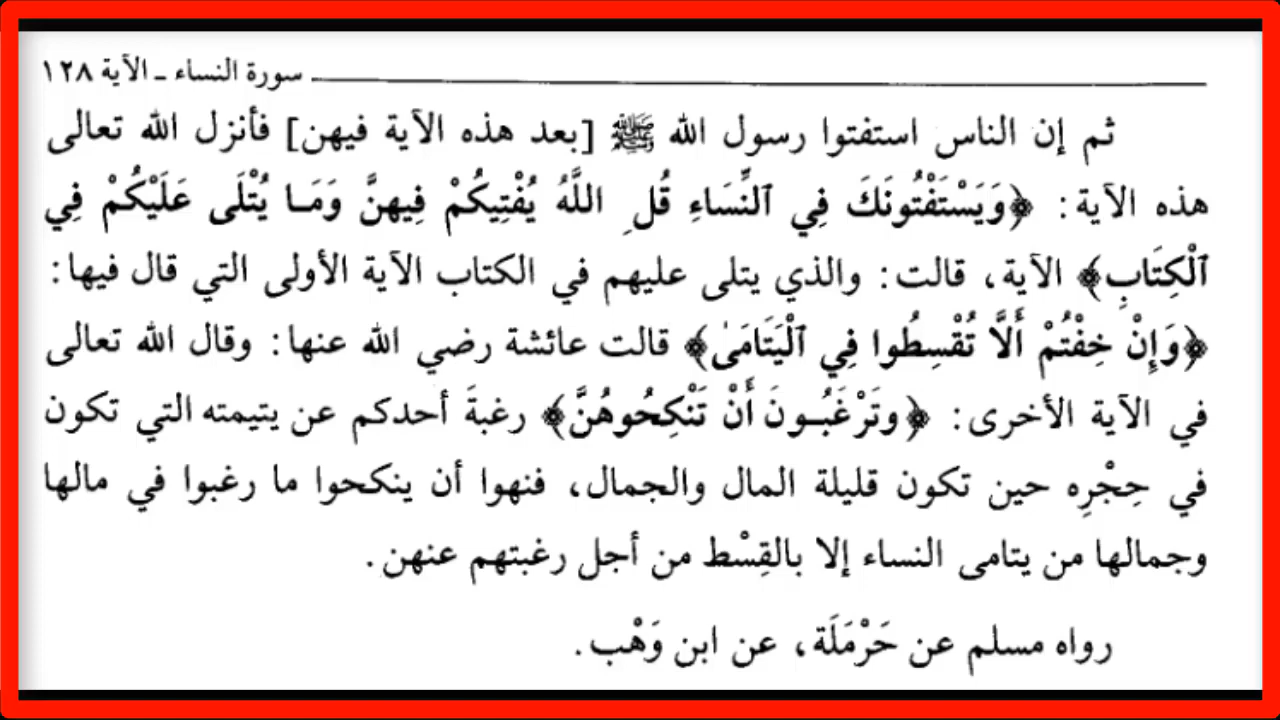 سورة النساء ـ الآية ١٢٨
ثم إن الناس استفتوا رسول الله ﷺ [بعد هذه الآية فيهن] فأنزل الله تعالى
هذه الآية: ﴿وَيَسْتَفْتُونَكَ فِي ٱلنِّسَاءِ قُلِ اللَّهُ يُفْتِيكُمْ فِيهِنَّ وَمَـا يُتْلَى عَلَيْكُمْ فِي
ٱلْكِتَابِ﴾ الآية، قالت: والذي يتلى عليهم في الكتاب الآية الأولى التي قال فيها:
﴿وَإِنْ خِفْتُمْ أَلَّا تُقْسِطُوا فِي ٱلْيَتَامَىٰ﴾ قالت عائشة رضي الله عنها: وقال الله تعالى
في الآية الأخرى: ﴿وتَرْغَبُـونَ أَنْ تَنْكِحُوهُنَّ﴾ رغبةَ أحدكم عن يتيمته التي تكون
في حِجْرِه حين تكون قليلة المال والجمال، فنهوا أن ينكحوا ما رغبوا في مالها
وجمالها من يتامى النساء إلا بالقِسْط من أجل رغبتهم عنهن.
رواه مسلم عن حَرْمَلَة، عن ابن وَهْب.